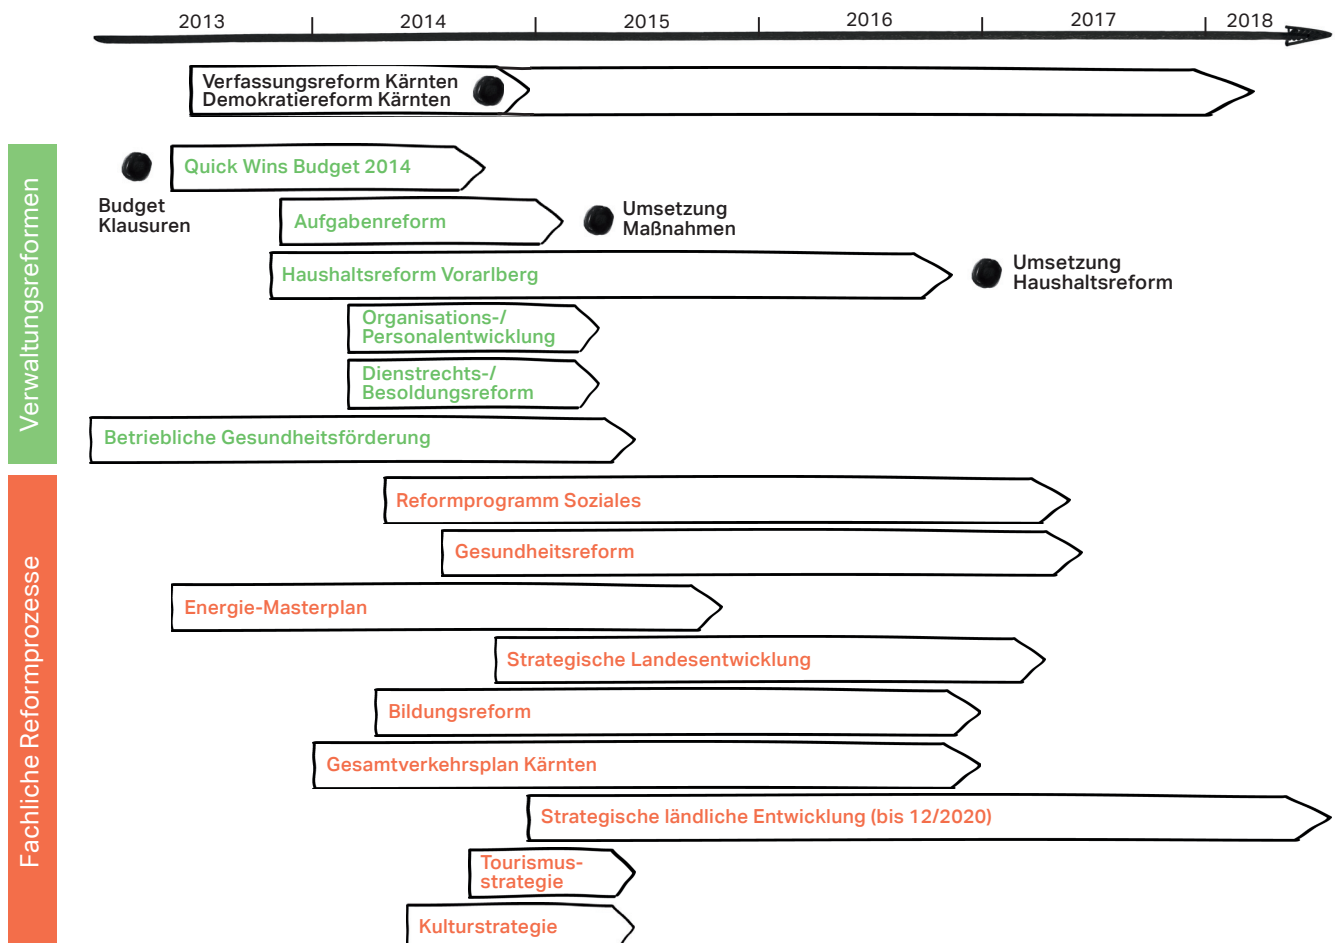 2013
2014
2015
2016
2017
2018
Verfassungsreform Kärnten
Demokratiereform Kärnten
Verwaltungsreformen
Quick Wins Budget 2014
Budget
Klausuren
Aufgabenreform
Umsetzung
Maßnahmen
Haushaltsreform Vorarlberg
Umsetzung
Haushaltsreform
Organisations-/
Personalentwicklung
Dienstrechts-/
Besoldungsreform
Betriebliche Gesundheitsförderung
Fachliche Reformprozesse
Reformprogramm Soziales
Gesundheitsreform
Energie-Masterplan
Strategische Landesentwicklung
Bildungsreform
Gesamtverkehrsplan Kärnten
Strategische ländliche Entwicklung (bis 12/2020)
Tourismus-
strategie
Kulturstrategie